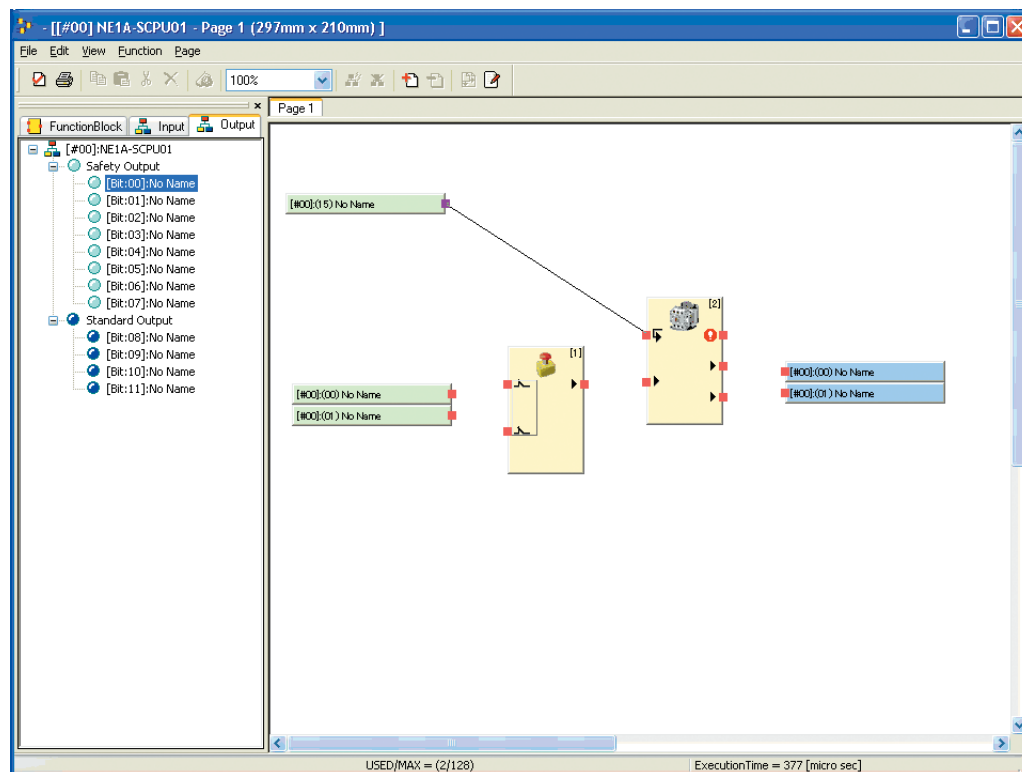 - [[#00] NE1A-SCPU01 - Page 1 (297mm x 210mm) ]
File Edit View Function Page
100%
Page 1
FunctionBlock Input Output
[#00]:NE1A-SCPU01
Safety Output
[Bit:00]:No Name
[Bit:01]:No Name
[Bit:02]:No Name
[Bit:03]:No Name
[Bit:04]:No Name
[Bit:05]:No Name
[Bit:06]:No Name
[Bit:07]:No Name
Standard Output
[Bit:08]:No Name
[Bit:09]:No Name
[Bit:10]:No Name
[Bit:11]:No Name
[#00]:(15) No Name
[2]
[1]
[#00]:(00) No Name
[#00]:(01) No Name
[#00]:(00) No Name
[#00]:(01) No Name
USED/MAX = (2/128)
ExecutionTime = 377 [micro sec]